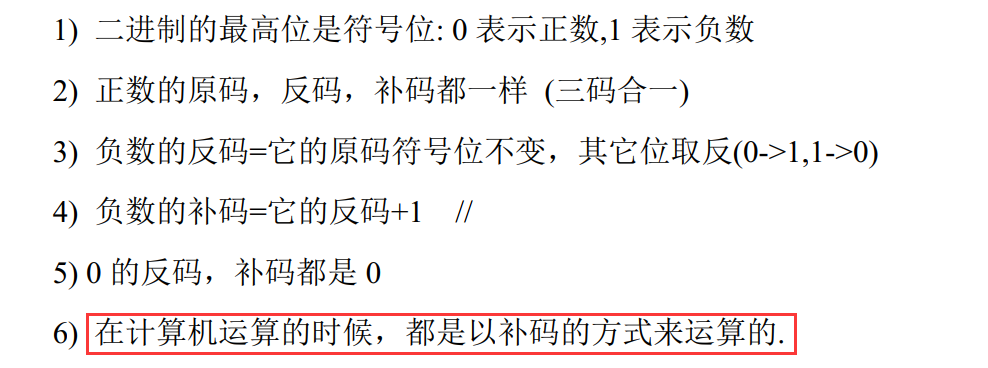 1) 二进制的最高位是符号位: 0 表示正数,1 表示负数
2) 正数的原码，反码，补码都一样 (三码合一)
3) 负数的反码=它的原码符号位不变，其它位取反(0->1,1->0)
4) 负数的补码=它的反码+1 //
5) 0 的反码，补码都是 0
6) 在计算机运算的时候，都是以补码的方式来运算的.